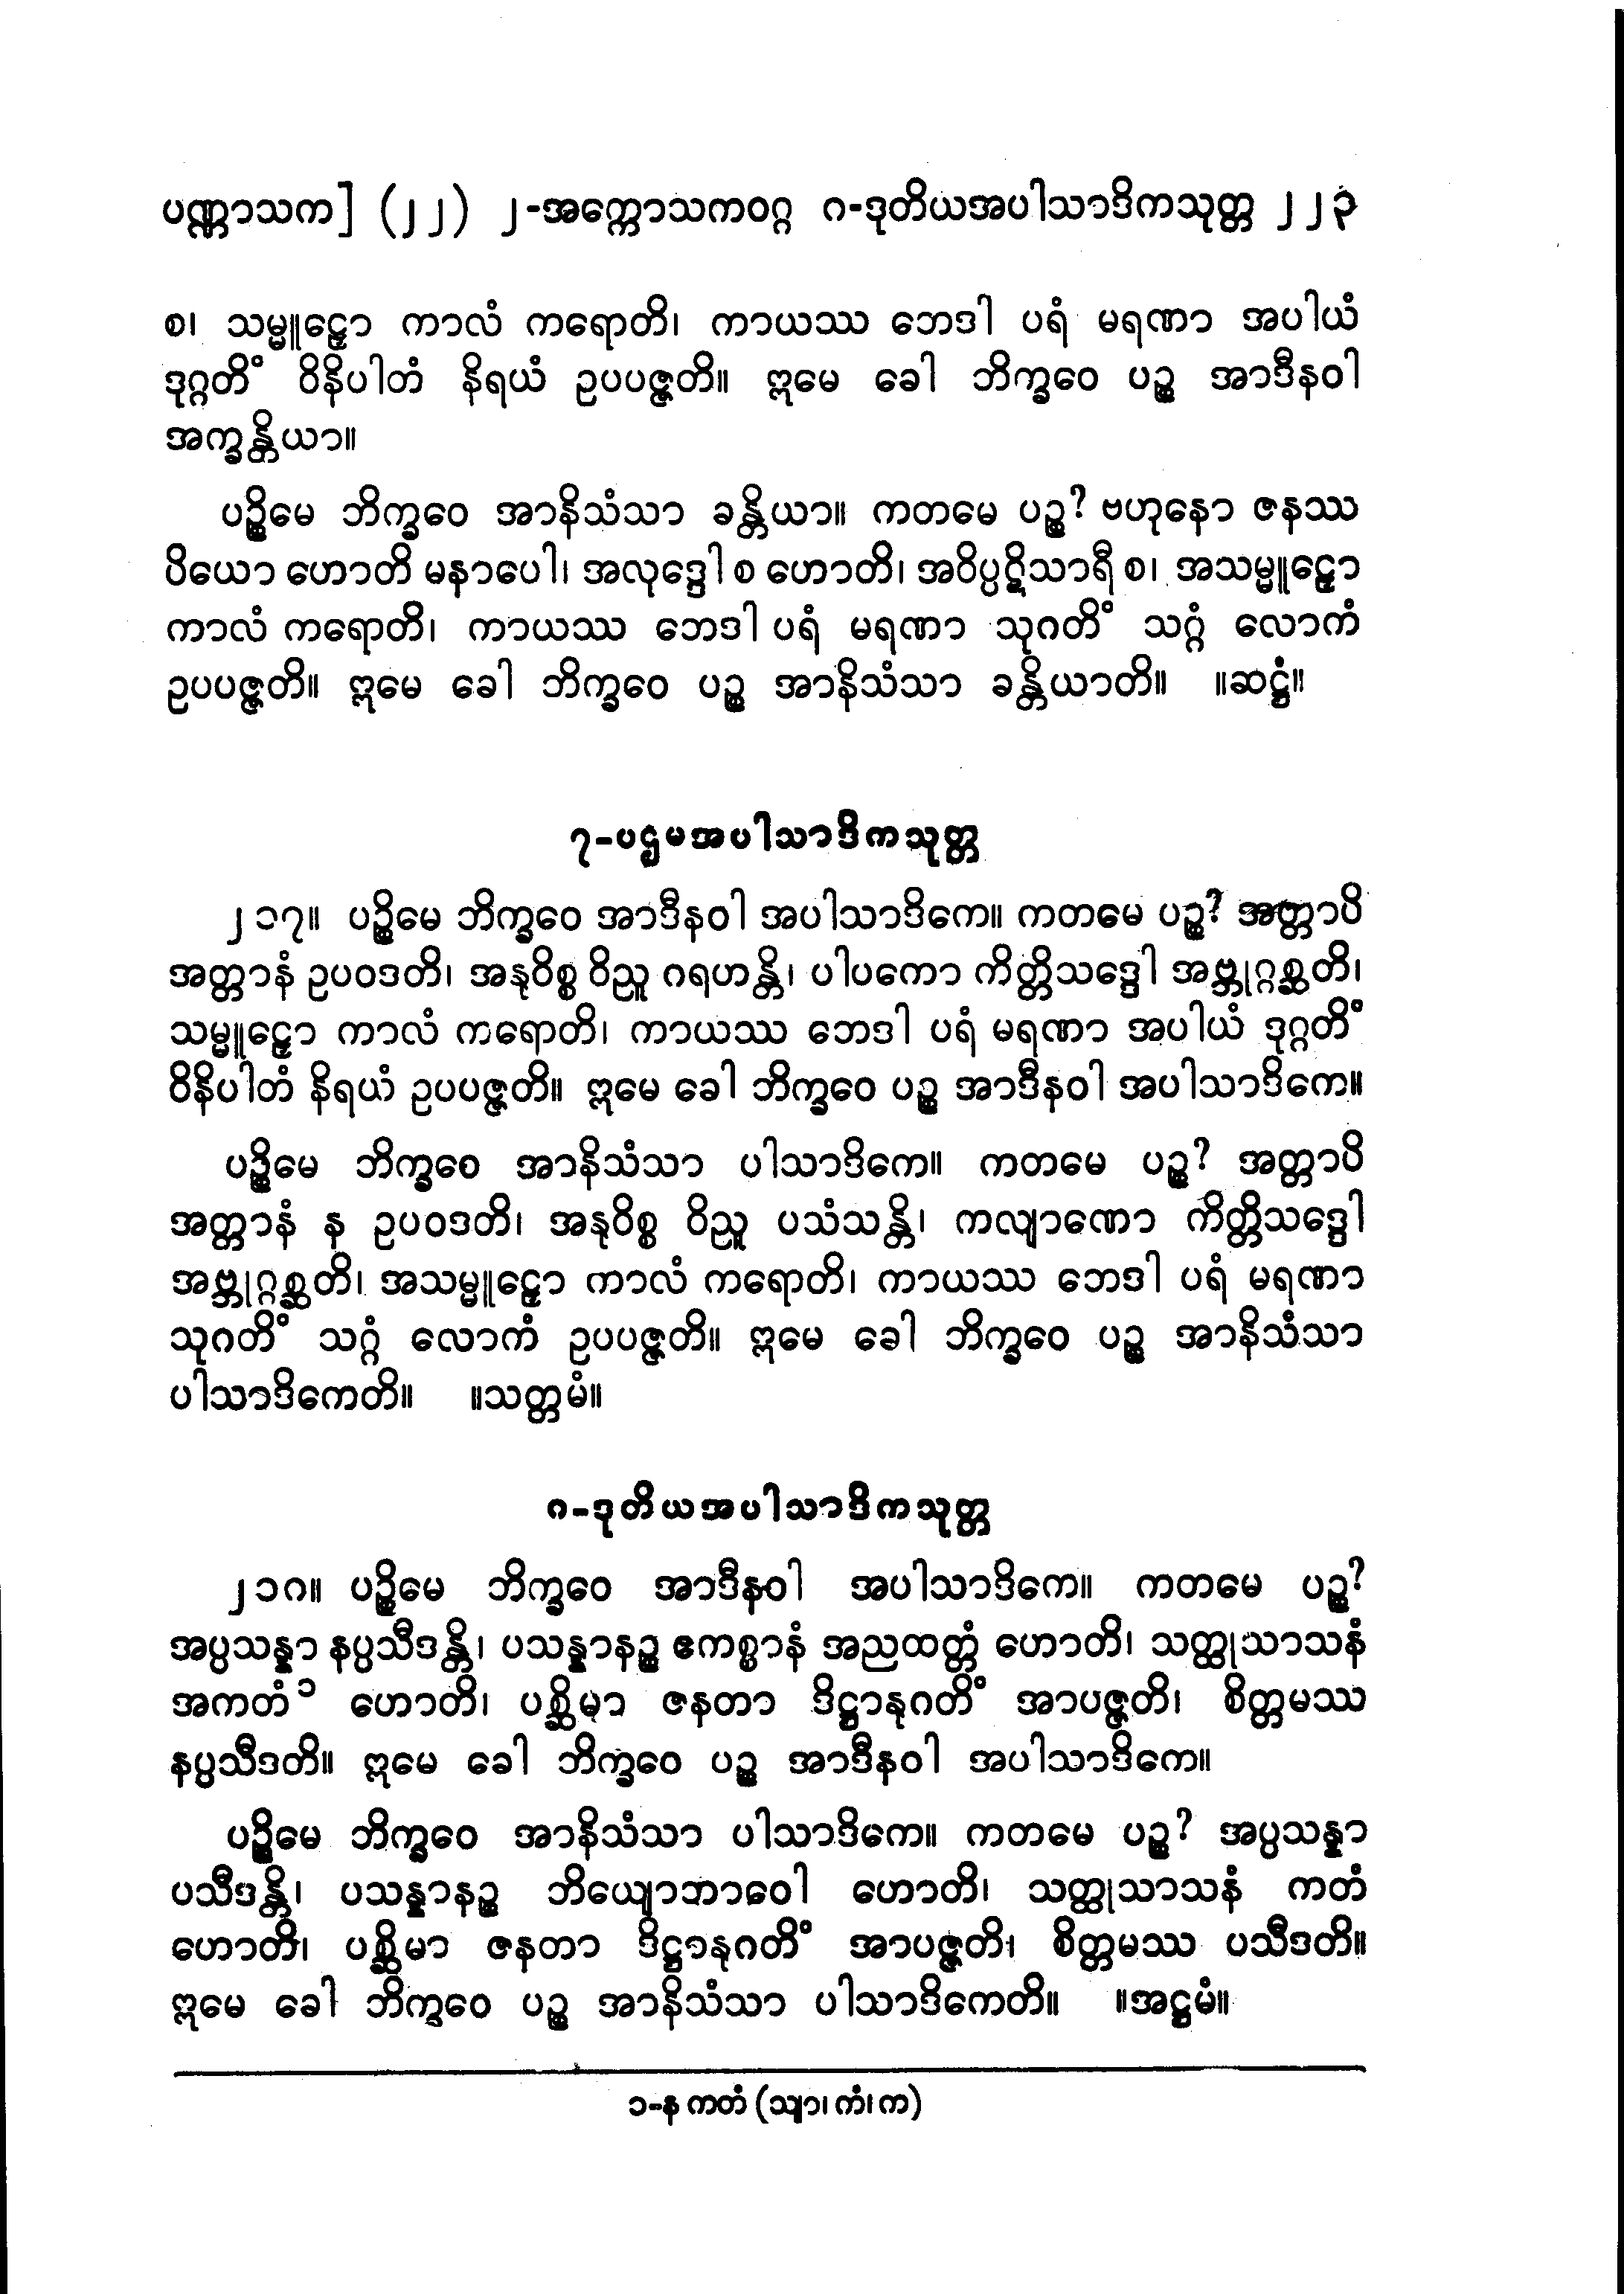 ပဏ္ဏာသက] (၂၂) ၂-အက္ကောသကဝဂ္ဂ ၈-ဒုတိယအပါသာဒိကသုတ္တ ၂၂၃
စ၊ သမ္မူဠှော ကာလံ ကရောတိ၊ ကာယဿ ဘေဒါ ပရံ မရဏာ အပါယံ
ဒုဂ္ဂတိံ ဝိနိပါတံ နိရယံ ဥပပဇ္ဇတိ။ ဣမေ ခေါ ဘိက္ခဝေ ပဉ္စ အာဒီနဝါ
အက္ခန္တိယာ။
ပဉ္စိမေ ဘိက္ခဝေ အာနိသံသာ ခန္တိယာ။ ကတမေ ပဉ္စ? ဗဟုနော ဇနဿ
ပိယော ဟောတိ မနာပေါ၊ အလုဒ္ဒေါ စ ဟောတိ၊ အဝိပ္ပဋိသာရီ စ၊ အသမ္မူဠှော
ကာလံ ကရောတိ၊ ကာယဿ ဘေဒါ ပရံ မရဏာ သုဂတိံ သဂ္ဂံ လောကံ
ဥပပဇ္ဇတိ။ ဣမေ ခေါ ဘိက္ခဝေ ပဉ္စ အာနိသံသာ ခန္တိယာတိ။ ။ဆဋ္ဌံ။
၇-ပဌမအပါသာဒိကသုတ္တ
၂၁၇။ ပဉ္စိမေ ဘိက္ခဝေ အာဒီနဝါ အပါသာဒိကေ။ ကတမေ ပဉ္စ? အတ္တာပိ
အတ္တာနံ ဥပဝဒတိ၊ အနုဝိစ္စ ဝိညူ ဂရဟန္တိ၊ ပါပကော ကိတ္တိသဒ္ဒေါ အဗ္ဘုဂ္ဂစ္ဆတိ၊
သမ္မူဠှော ကာလံ ကရောတိ၊ ကာယဿ ဘေဒါ ပရံ မရဏာ အပါယံ ဒုဂ္ဂတိံ
ဝိနိပါတံ နိရယံ ဥပပဇ္ဇတိ။ ဣမေ ခေါ ဘိက္ခဝေ ပဉ္စ အာဒီနဝါ အပါသာဒိကေ။
ပဉ္စိမေ ဘိက္ခဝေ အာနိသံသာ ပါသာဒိကေ။ ကတမေ ပဉ္စ? အတ္တာပိ
အတ္တာနံ န ဥပဝဒတိ၊ အနုဝိစ္စ ဝိညူ ပသံသန္တိ၊ ကလျာဏော ကိတ္တိသဒ္ဒေါ
အဗ္ဘုဂ္ဂစ္ဆတိ၊ အသမ္မူဠှော ကာလံ ကရောတိ၊ ကာယဿ ဘေဒါ ပရံ မရဏာ
သုဂတိံ သဂ္ဂံ လောကံ ဥပပဇ္ဇတိ။ ဣမေ ခေါ ဘိက္ခဝေ ပဉ္စ အာနိသံသာ
ပါသာဒိကေတိ။ ။သတ္တမံ။
၈-ဒုတိယအပါသာဒိကသုတ္တ
၂၁၈။ ပဉ္စိမေ ဘိက္ခဝေ အာဒီနဝါ အပါသာဒိကေ။ ကတမေ ပဉ္စ?
အပ္ပသန္နာ နပ္ပသီဒန္တိ၊ ပသန္နာနဉ္စ ဧကစ္စာနံ အညထတ္တံ ဟောတိ၊ သတ္ထုသာသနံ
အကတံ ၁ ဟောတိ၊ ပစ္ဆိမာ ဇနတာ ဒိဋ္ဌာနုဂတိံ အာပဇ္ဇတိ၊ စိတ္တမဿ
နပ္ပသီဒတိ။ ဣမေ ခေါ ဘိက္ခဝေ ပဉ္စ အာဒီနဝါ အပါသာဒိကေ။
ပဉ္စိမေ ဘိက္ခဝေ အာနိသံသာ ပါသာဒိကေ။ ကတမေ ပဉ္စ? အပ္ပသန္နာ
ပသီဒန္တိ၊ ပသန္နာနဉ္စ ဘိယျောဘာဝေါ ဟောတိ၊ သတ္ထုသာသနံ ကတံ
ဟောတိ၊ ပစ္ဆိမာ ဇနတာ ဒိဋ္ဌာနုဂတိံ အာပဇ္ဇတိ၊ စိတ္တမဿ ပသီဒတိ။
ဣမေ ခေါ ဘိက္ခဝေ ပဉ္စ အာနိသံသာ ပါသာဒိကေတိ။ ။အဋ္ဌမံ။
၁-န ကတံ (သျာ၊ ကံ၊ က)